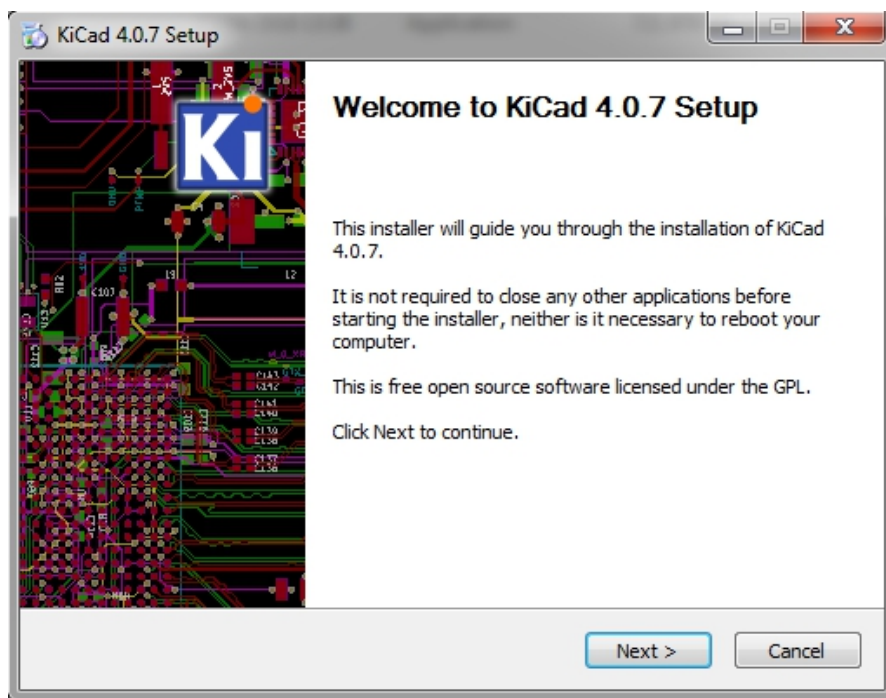 KiCad 4.0.7 Setup
Ki
Welcome to KiCad 4.0.7 Setup
This installer will guide you through the installation of KiCad
4.0.7.
It is not required to close any other applications before
starting the installer, neither is it necessary to reboot your
computer.
This is free open source software licensed under the GPL.
Click Next to continue.
Next >
Cancel